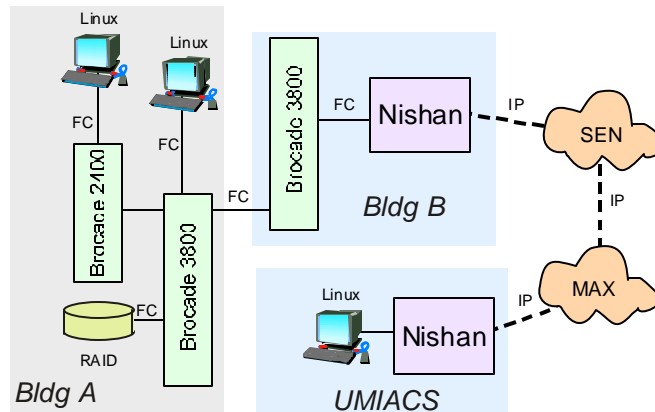 Linux
Linux
FC
FC
Brocade 2400
Brocade 3800
FC
RAID
Bldg A
FC
Brocade 3800
FC
Nishan
Bldg B
IP
SEN
IP
MAX
IP
Linux
Nishan
UMIACS